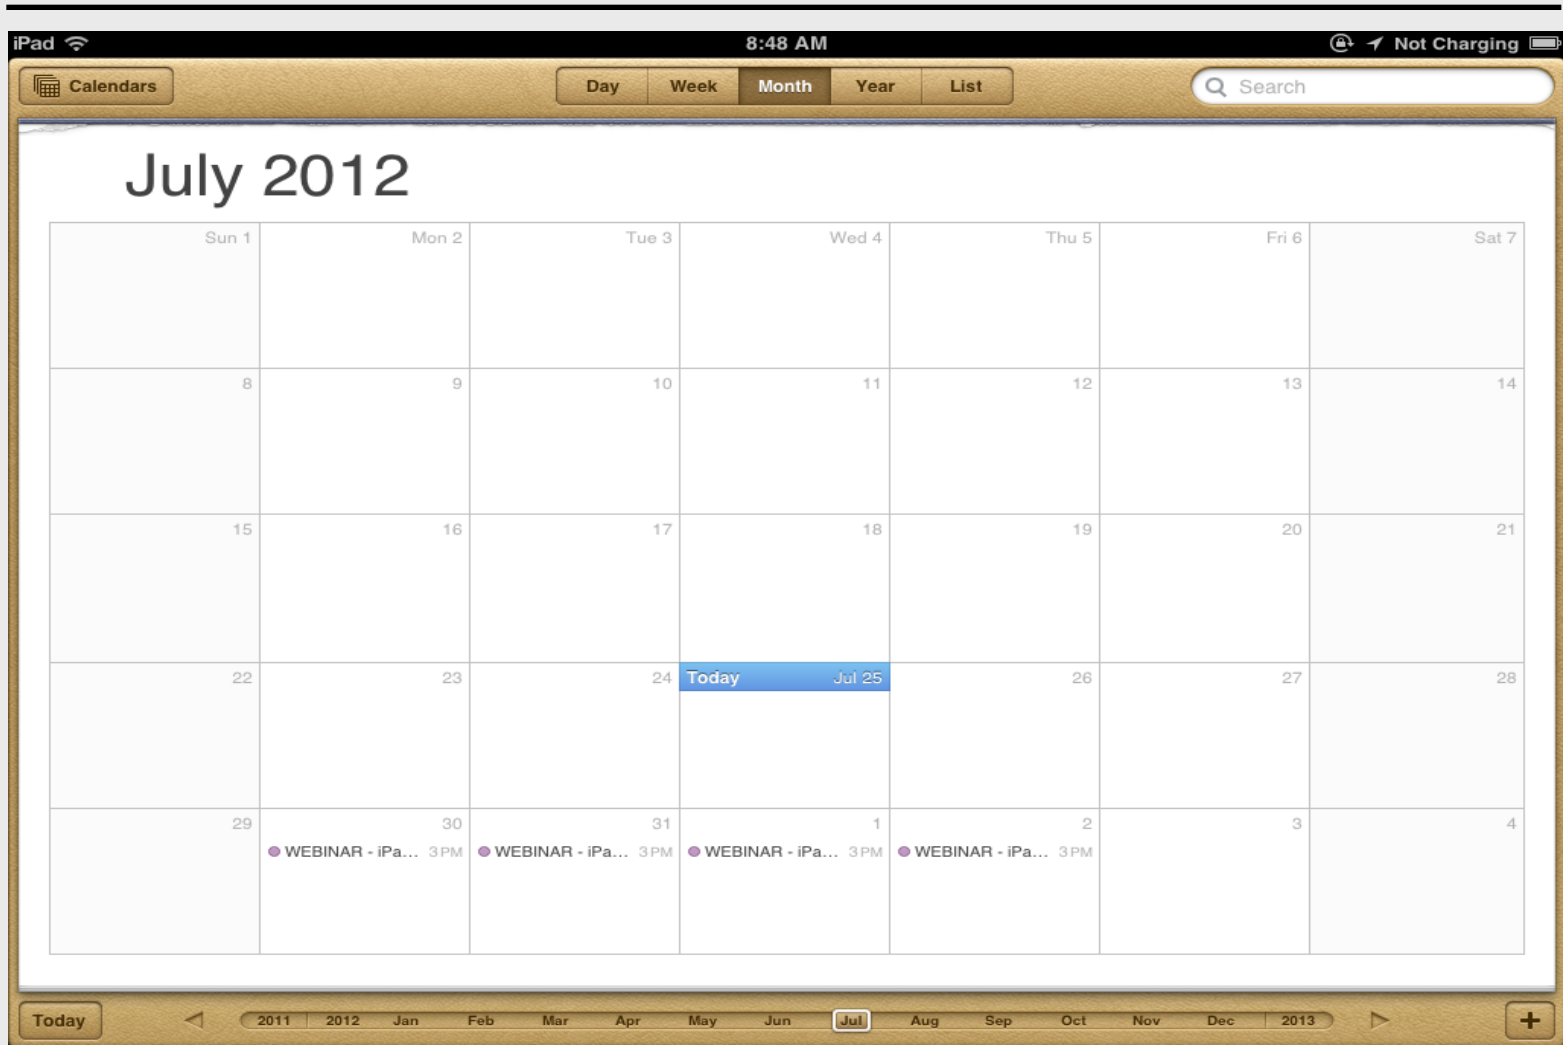 iPad 8:48 AM Not Charging
Calendars Day Week Month Year List Search
July 2012
Sun 1 Mon 2 Tue 3 Wed 4 Thu 5 Fri 6 Sat 7
8 9 10 11 12 13 14
15 16 17 18 19 20 21
22 23 24 Today Jul 25 26 27 28
29 30 31 1 2 3 4
WEBINAR - iPa... 3 PM WEBINAR - iPa... 3 PM WEBINAR - iPa... 3 PM WEBINAR - iPa... 3 PM
Today 2011 2012 Jan Feb Mar Apr May Jun Jul Aug Sep Oct Nov Dec 2013 +